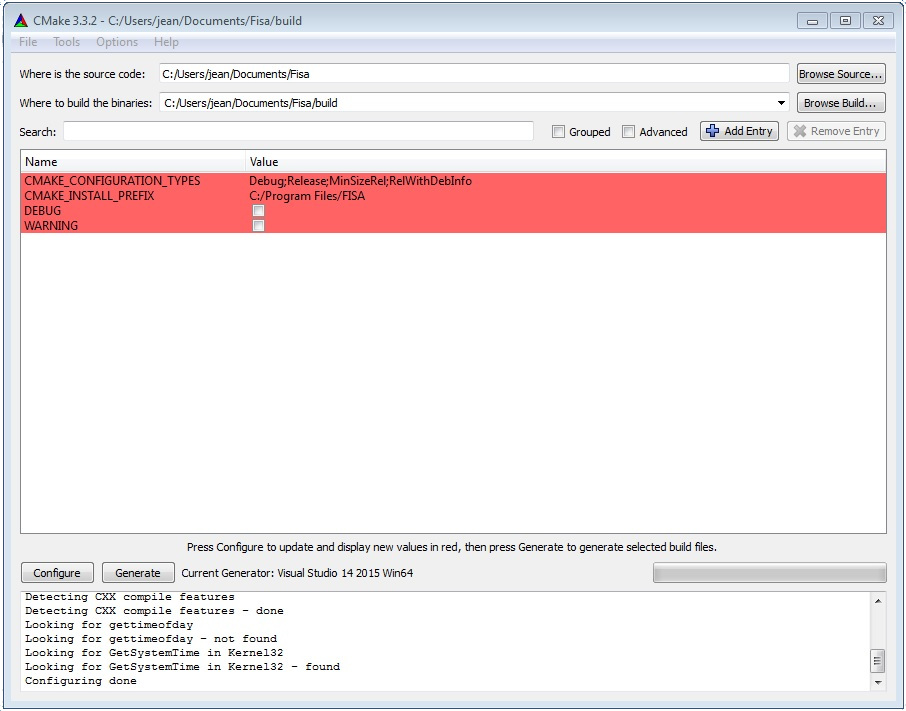 CMake 3.3.2 - C:/Users/jean/Documents/Fisa/build
File Tools Options Help
Where is the source code: C:/Users/jean/Documents/Fisa Browse Source...
Where to build the binaries: C:/Users/jean/Documents/Fisa/build Browse Build...
Search: Grouped Advanced Add Entry Remove Entry
Name Value
CMAKE_CONFIGURATION_TYPES Debug;Release;MinSizeRel;RelWithDebInfo
CMAKE_INSTALL_PREFIX C:/Program Files/FISA
DEBUG
WARNING
Press Configure to update and display new values in red, then press Generate to generate selected build files.
Configure Generate Current Generator: Visual Studio 14 2015 Win64
Detecting CXX compile features
Detecting CXX compile features - done
Looking for gettimeofday
Looking for gettimeofday - not found
Looking for GetSystemTime in Kernel32
Looking for GetSystemTime in Kernel32 - found
Configuring done